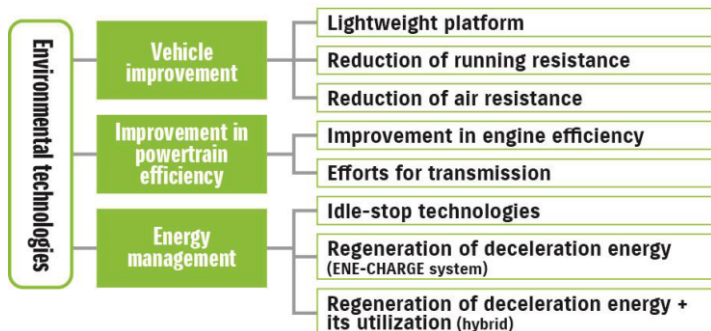 Environmental technologies
Vehicle
improvement
Lightweight platform
Reduction of running resistance
Reduction of air resistance
Improvement in
powertrain
efficiency
Improvement in engine efficiency
Efforts for transmission
Energy
management
Idle-stop technologies
Regeneration of deceleration energy
(ENE-CHARGE system)
Regeneration of deceleration energy +
its utilization (hybrid)